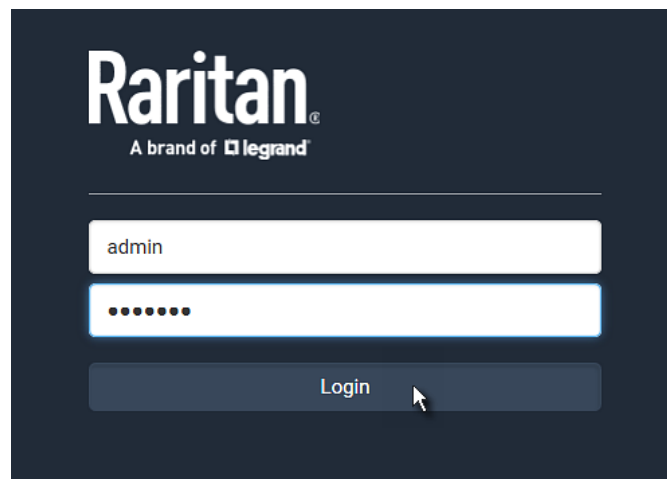 Raritan®
A brand of legrand®
admin
•••••••
Login